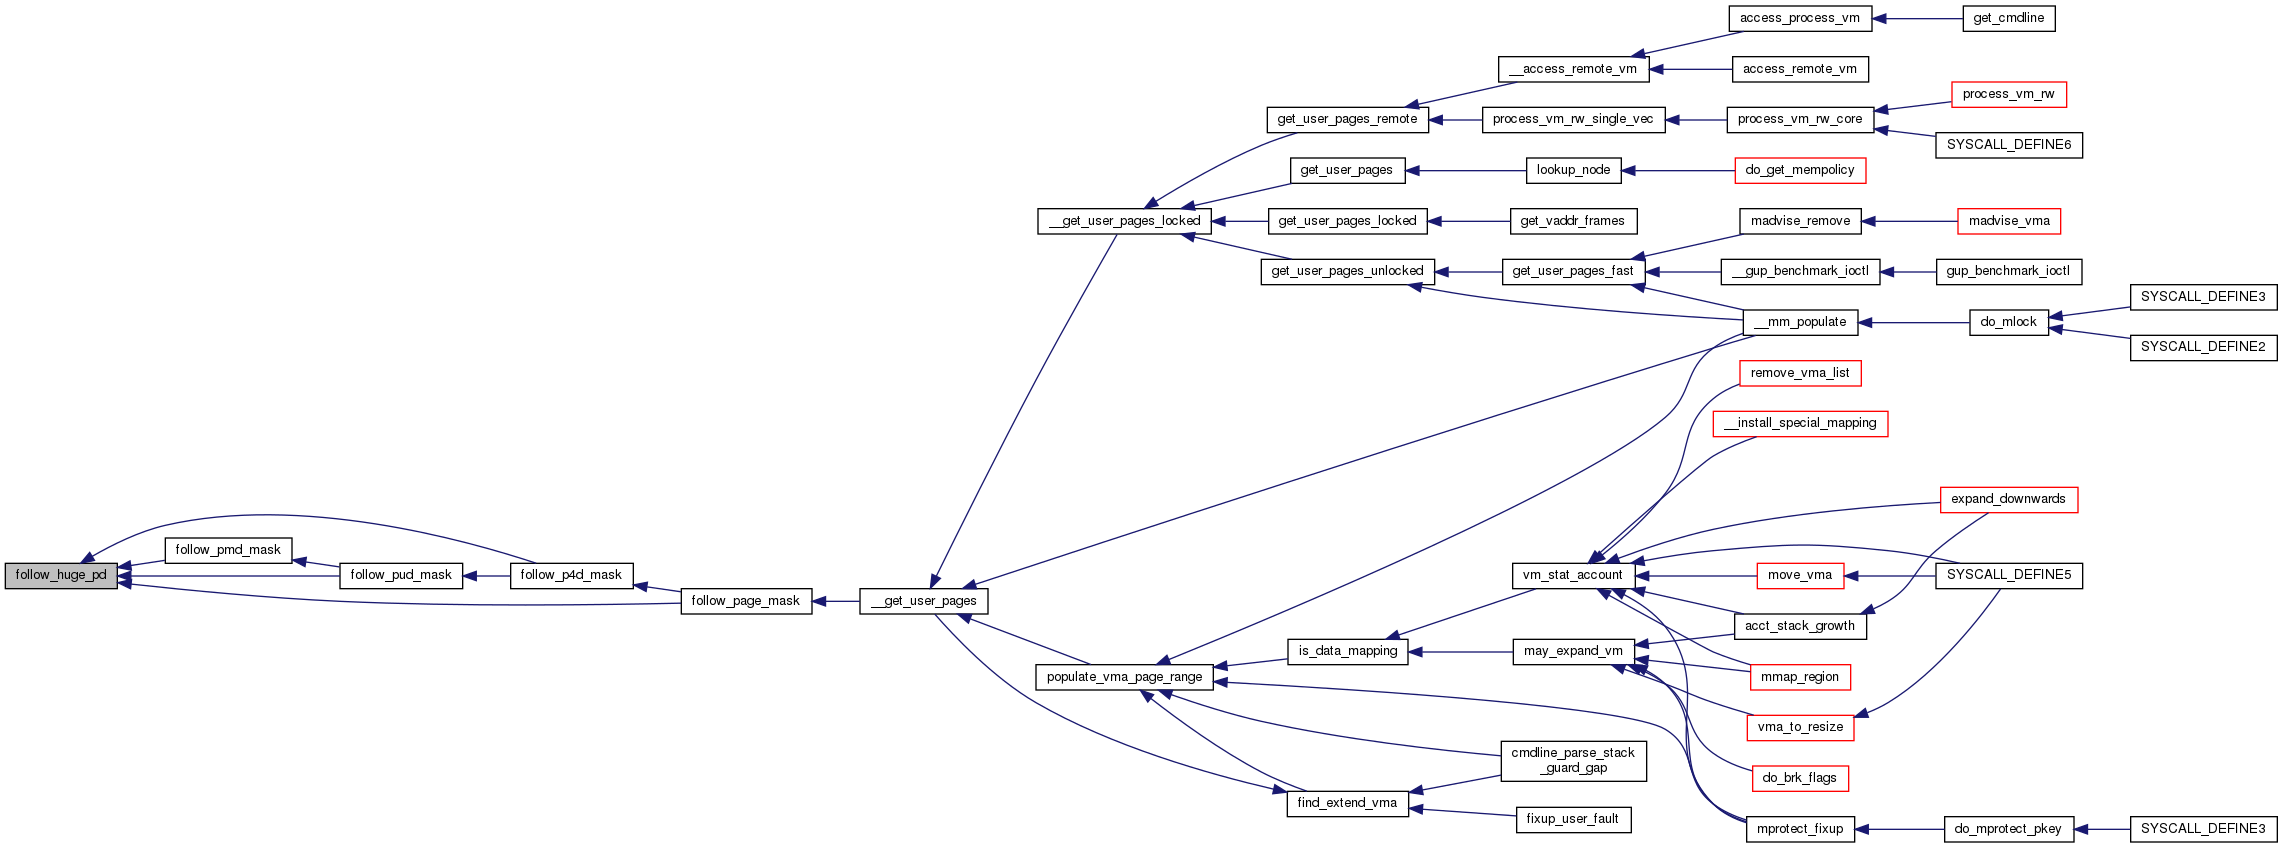 access_process_vm
get_cmdline
__access_remote_vm
access_remote_vm
process_vm_rw
get_user_pages_remote
process_vm_rw_single_vec
process_vm_rw_core
SYSCALL_DEFINE6
get_user_pages
lookup_node
do_get_mempolicy
__get_user_pages_locked
get_user_pages_locked
get_vaddr_frames
madvise_remove
madvise_vma
get_user_pages_unlocked
get_user_pages_fast
__gup_benchmark_ioctl
gup_benchmark_ioctl
SYSCALL_DEFINE3
__mm_populate
do_mlock
SYSCALL_DEFINE2
remove_vma_list
__install_special_mapping
expand_downwards
follow_pmd_mask
follow_huge_pd
follow_pud_mask
follow_p4d_mask
vm_stat_account
move_vma
SYSCALL_DEFINE5
follow_page_mask
__get_user_pages
acct_stack_growth
is_data_mapping
may_expand_vm
populate_vma_page_range
mmap_region
vma_to_resize
cmdline_parse_stack
_guard_gap
do_brk_flags
find_extend_vma
fixup_user_fault
mprotect_fixup
do_mprotect_pkey
SYSCALL_DEFINE3